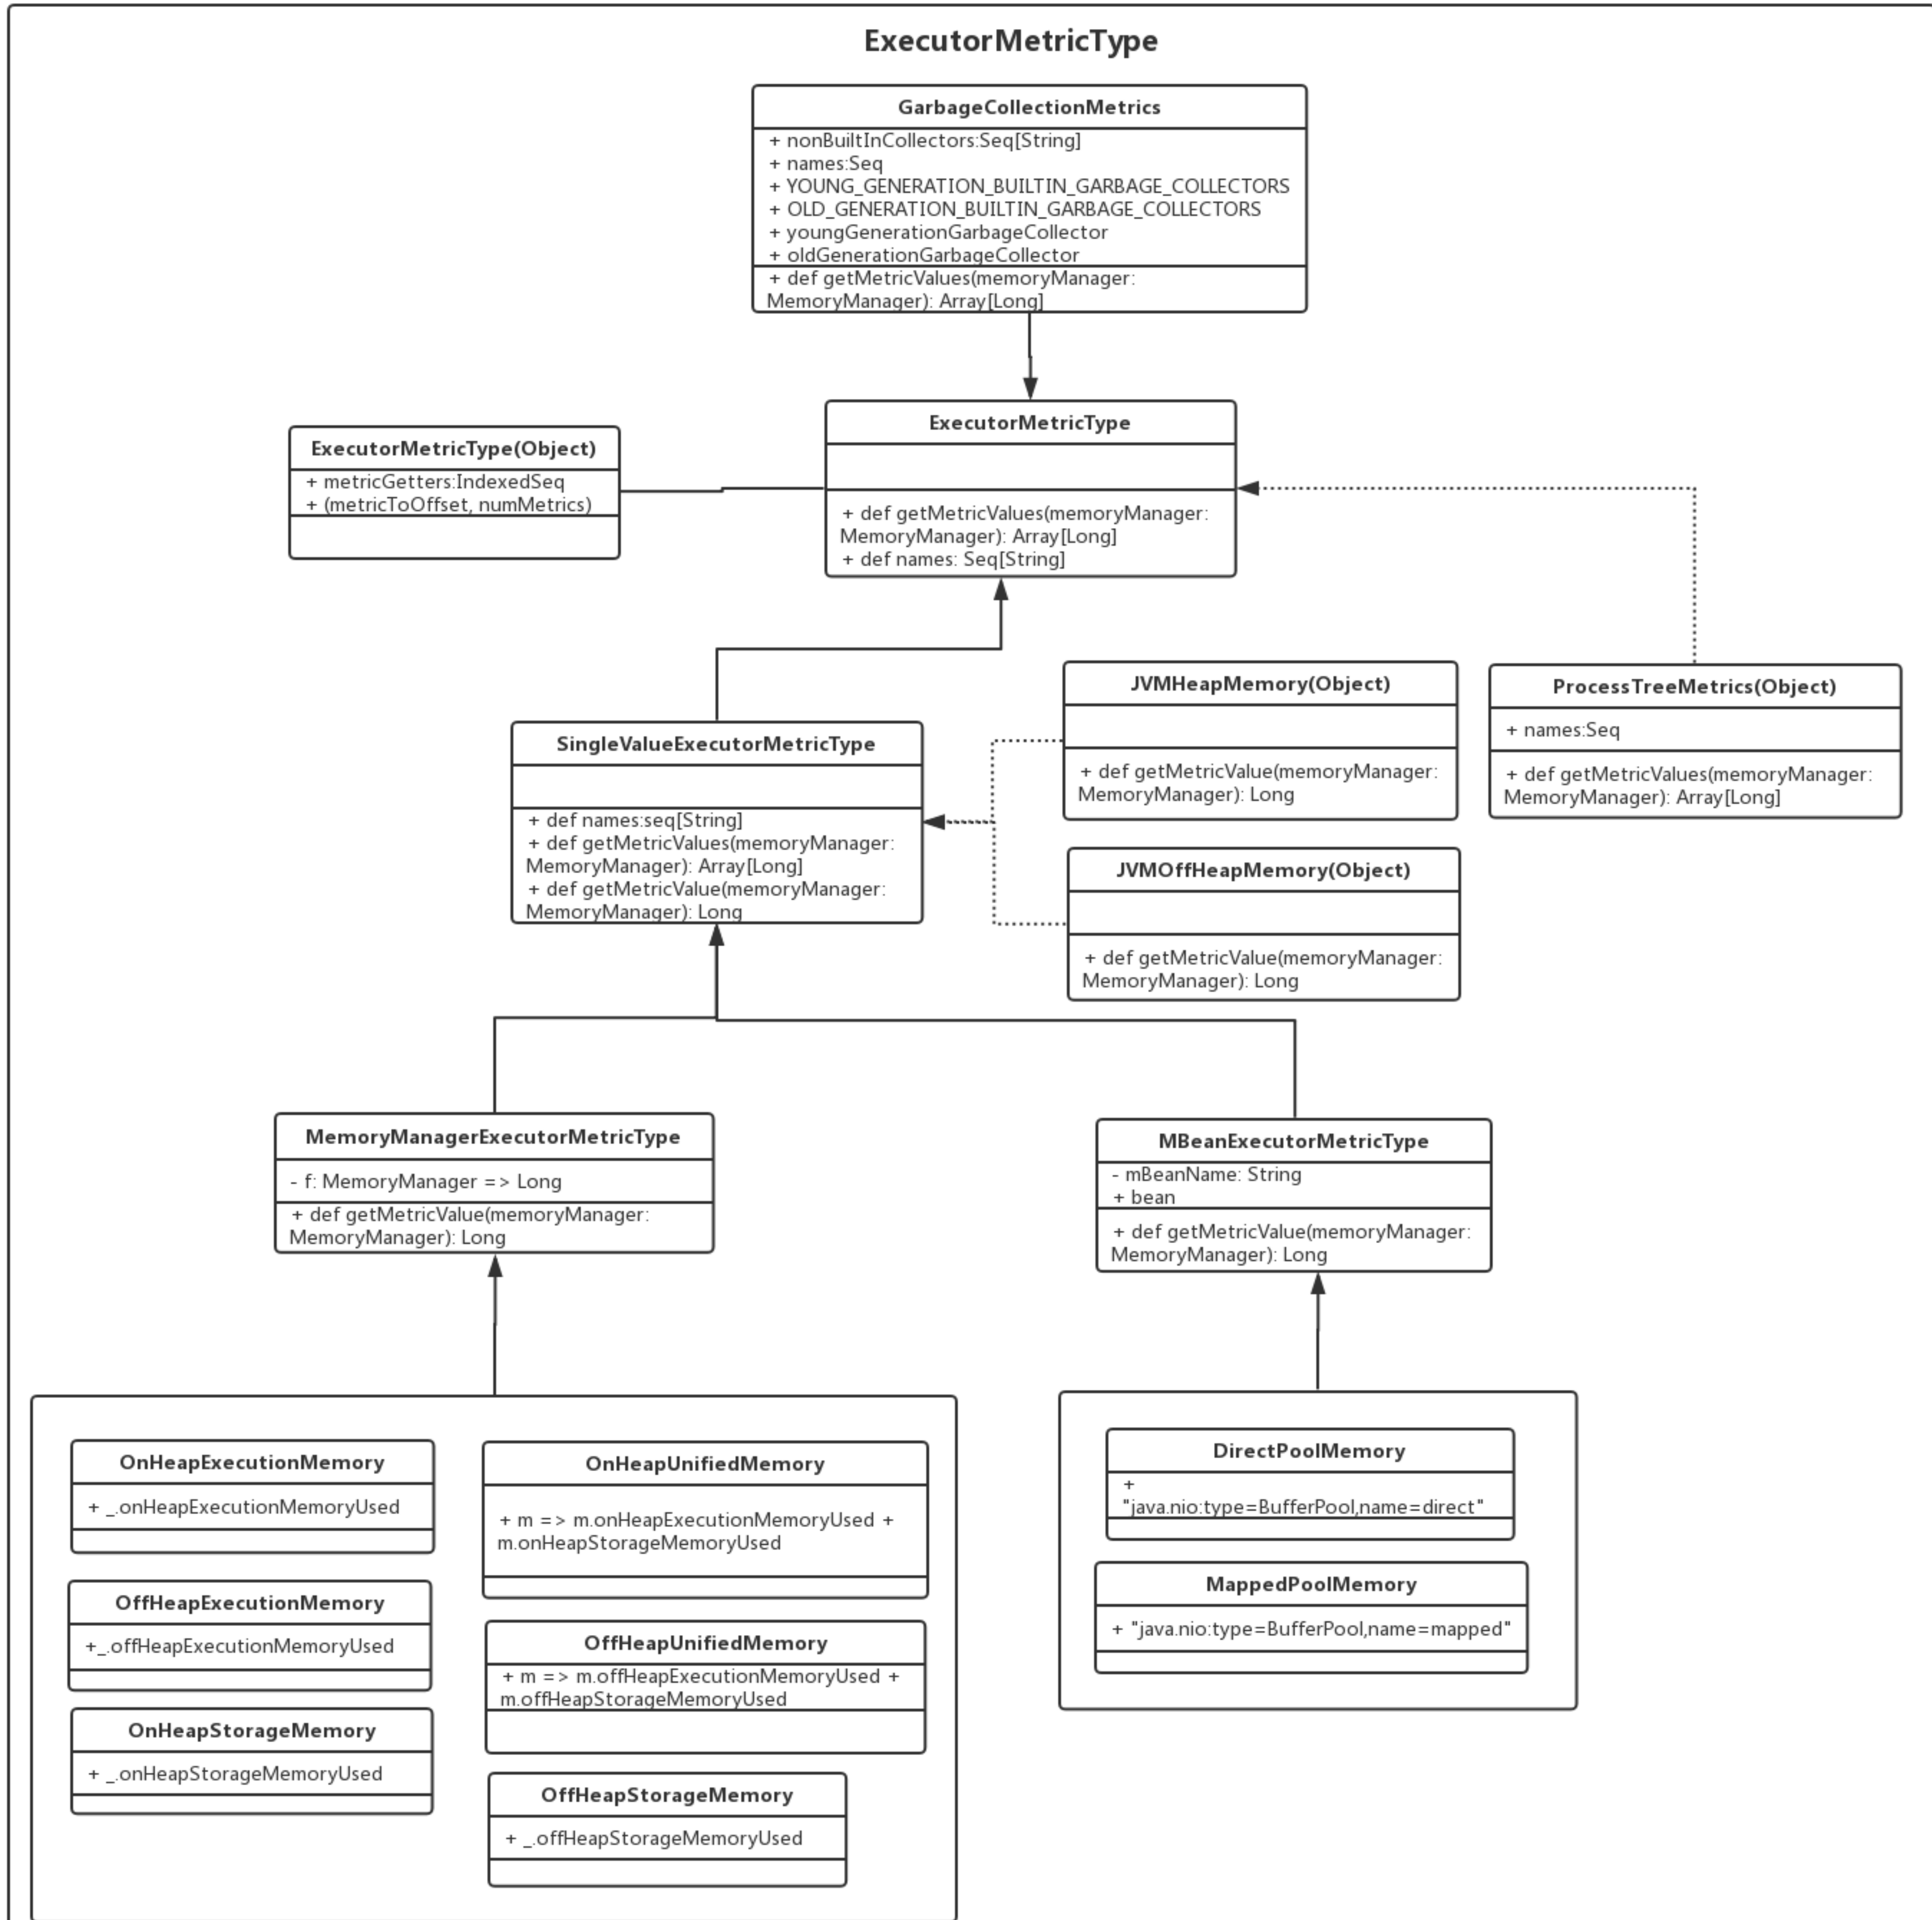 ExecutorMetricType
GarbageCollectionMetrics
+ nonBuiltInCollectors:Seq[String]
+ names:Seq
+ YOUNG_GENERATION_BUILTIN_GARBAGE_COLLECTORS
+ OLD_GENERATION_BUILTIN_GARBAGE_COLLECTORS
+ youngGenerationGarbageCollector
+ oldGenerationGarbageCollector
+ def getMetricValues(memoryManager:
MemoryManager): Array[Long]
ExecutorMetricType(Object)
+ metricGetters:IndexedSeq
+ (metricToOffset, numMetrics)
ExecutorMetricType
+ def getMetricValues(memoryManager:
MemoryManager): Array[Long]
+ def names: Seq[String]
SingleValueExecutorMetricType
+ def names:seq[String]
+ def getMetricValues(memoryManager:
MemoryManager): Array[Long]
+ def getMetricValue(memoryManager:
MemoryManager): Long
JVMHeapMemory(Object)
+ def getMetricValue(memoryManager:
MemoryManager): Long
ProcessTreeMetrics(Object)
+ names:Seq
+ def getMetricValues(memoryManager:
MemoryManager): Array[Long]
JVMOffHeapMemory(Object)
+ def getMetricValue(memoryManager:
MemoryManager): Long
MemoryManagerExecutorMetricType
- f: MemoryManager => Long
+ def getMetricValue(memoryManager:
MemoryManager): Long
MBeanExecutorMetricType
- mBeanName: String
+ bean
+ def getMetricValue(memoryManager:
MemoryManager): Long
OnHeapExecutionMemory
+ _.onHeapExecutionMemoryUsed
OffHeapExecutionMemory
+_.offHeapExecutionMemoryUsed
OnHeapStorageMemory
+ _.onHeapStorageMemoryUsed
OnHeapUnifiedMemory
+ m => m.onHeapExecutionMemoryUsed +
m.onHeapStorageMemoryUsed
OffHeapUnifiedMemory
+ m => m.offHeapExecutionMemoryUsed +
m.offHeapStorageMemoryUsed
OffHeapStorageMemory
+ _.offHeapStorageMemoryUsed
DirectPoolMemory
+
"java.nio:type=BufferPool,name=direct"
MappedPoolMemory
+ "java.nio:type=BufferPool,name=mapped"